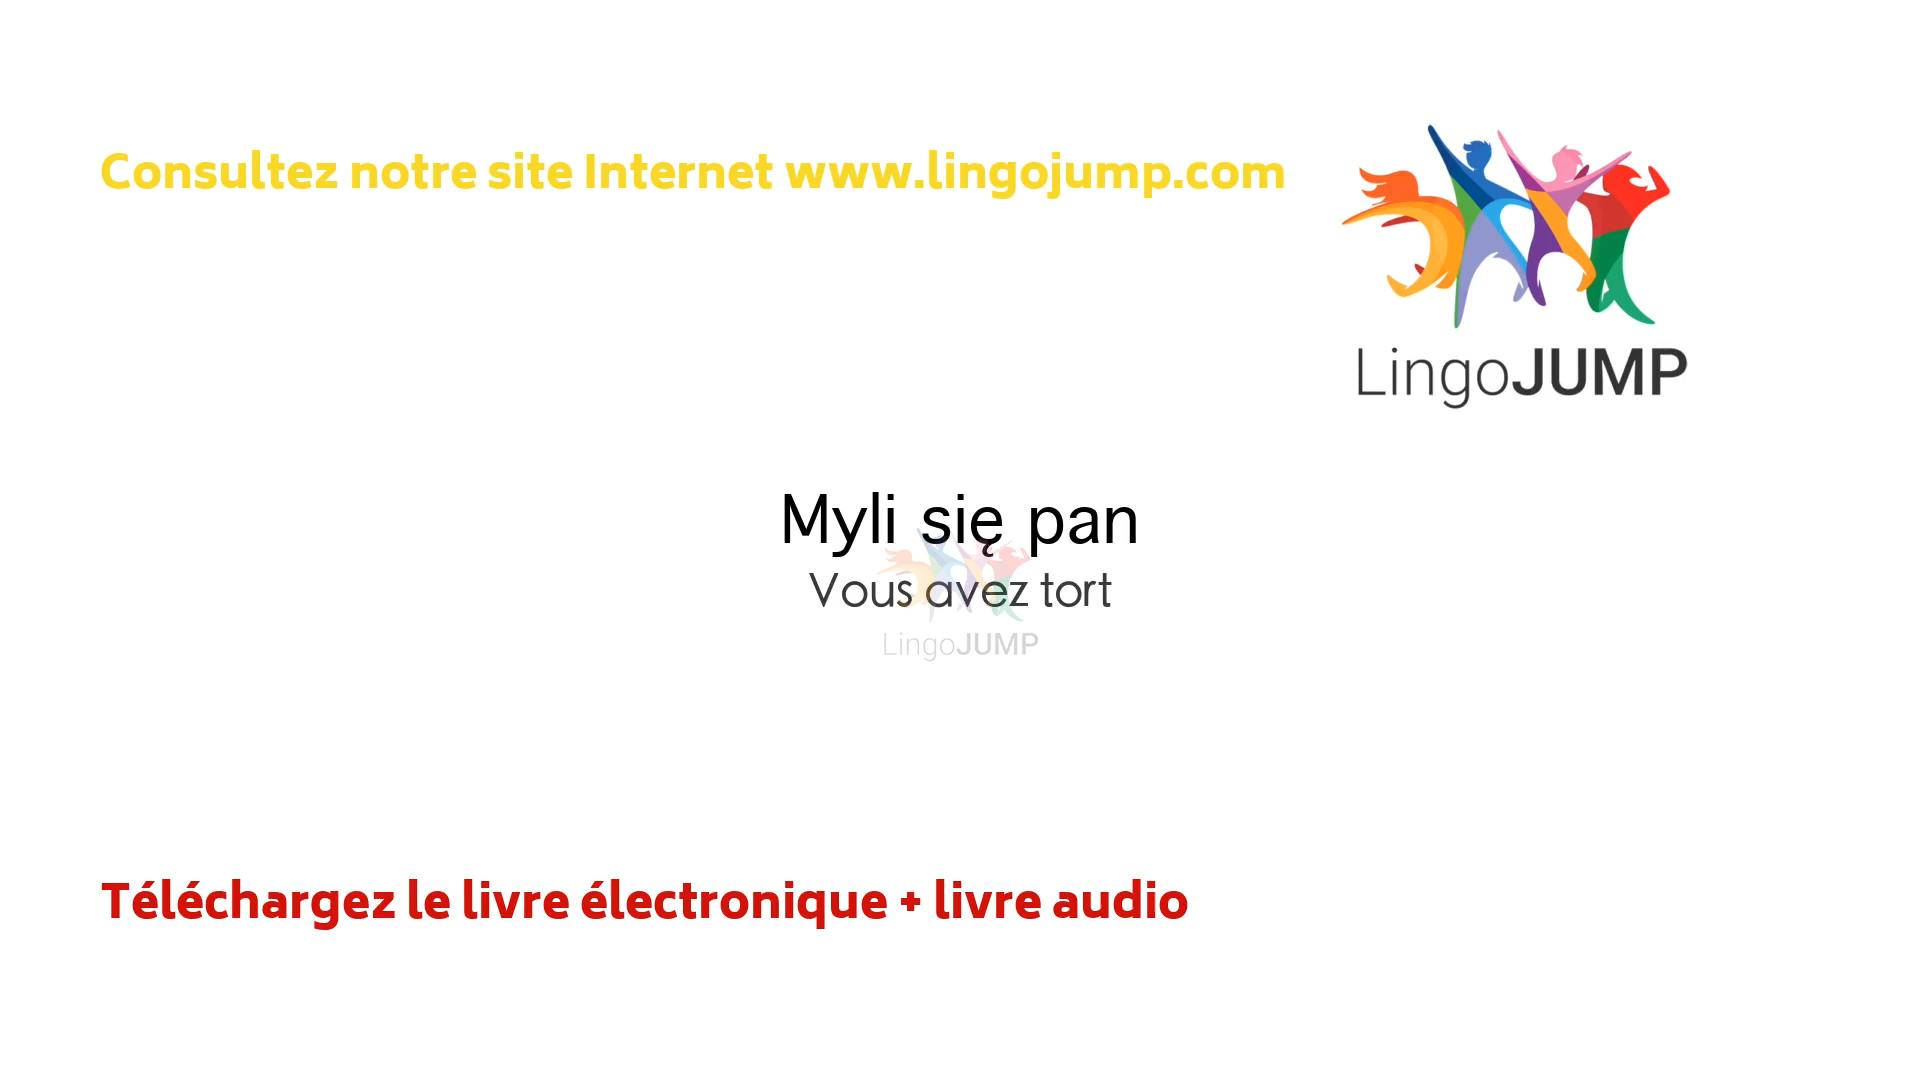 Consultez notre site Internet www.lingojump.com
LingoJUMP
Myli się pan
Vous avez tort
LingoJUMP
Téléchargez le livre électronique + livre audio